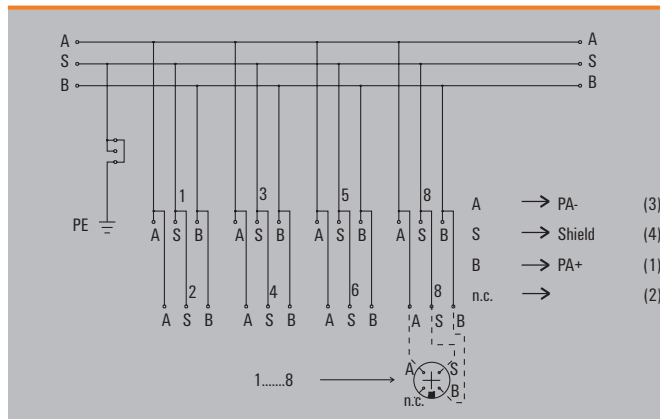 A A
S S
B B
1 3 5 8
PE
A S B A S B A S B A S B
A → PA- (3)
S → Shield (4)
B → PA+ (1)
n.c. → (2)
2 4 6 8
A S B A S B A S B A S B
A S
B
n.c.
1.......8